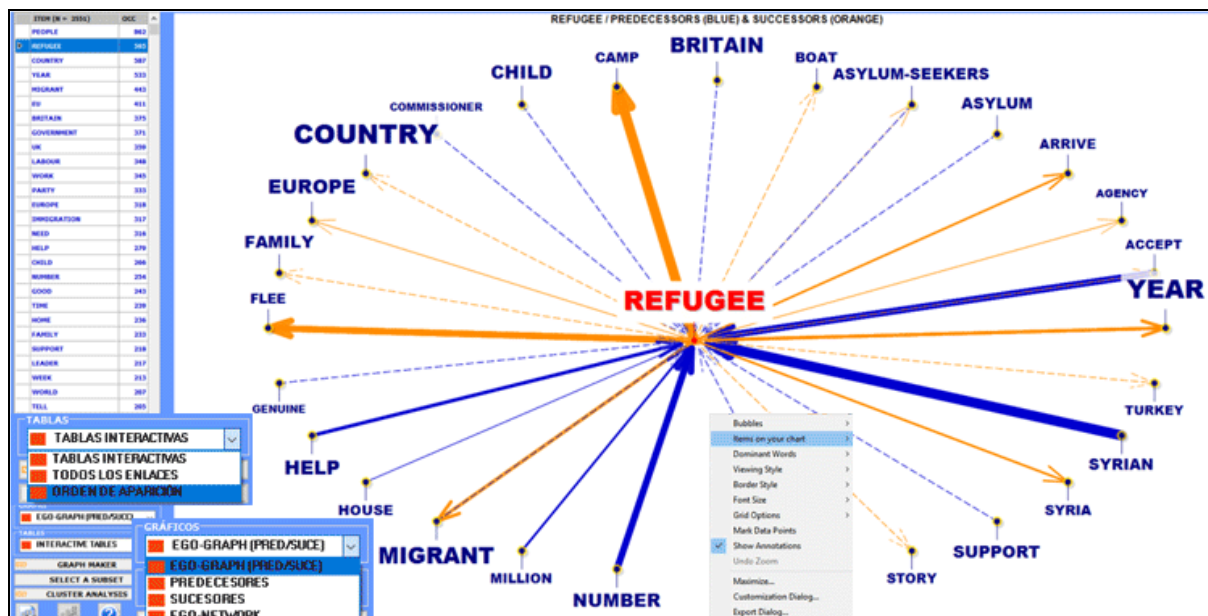 ITEM (N = 3551) OCC
PEOPLE 862
REFUGEE
COUNTRY 587
YEAR 533
MIGRANT 443
EU 411
BRITAIN 375
GOVERNMENT 371
UK 359
LABOUR 348
WORK 345
PARTY 333
EUROPE 318
IMMIGRATION 317
NEED 316
HELP 279
CHILD 266
NUMBER 254
GOOD 243
TIME 239
HOME 236
FAMILY 233
SUPPORT 218
LEADER 217
WEEK 213
WORLD 207
TELL 205
TABLAS
TABLAS INTERACTIVAS
TABLAS INTERACTIVAS
TODOS LOS ENLACES
ORDEN DE APARICIÓN
EGO-GRAPH (PRED/SUCE)
TABLES
INTERACTIVE TABLES
GRAPH MAKER
SELECT A SUBSET
CLUSTER ANALYSIS
GRÁFICOS
EGO-GRAPH (PRED/SUCE)
EGO-GRAPH (PRED/SUCE)
PREDECESORES
SUCESORES
EGO-NETWORK
REFUGEE / PREDECESSORS (BLUE) & SUCCESSORS (ORANGE)
BRITAIN
CAMP
BOAT
CHILD
ASYLUM-SEEKERS
COMMISSIONER
ASYLUM
COUNTRY
ARRIVE
EUROPE
AGENCY
FAMILY
ACCEPT
FLEE
REFUGEE
YEAR
GENUINE
TURKEY
HELP
SYRIAN
HOUSE
SYRIA
MIGRANT
SUPPORT
MILLION
STORY
NUMBER
Bubbles
Items on your chart
Dominant Words
Viewing Style
Border Style
Font Size
Grid Options
Mark Data Points
Show Annotations
Undo Zoom
Maximize...
Customization Dialog...
Export Dialog...